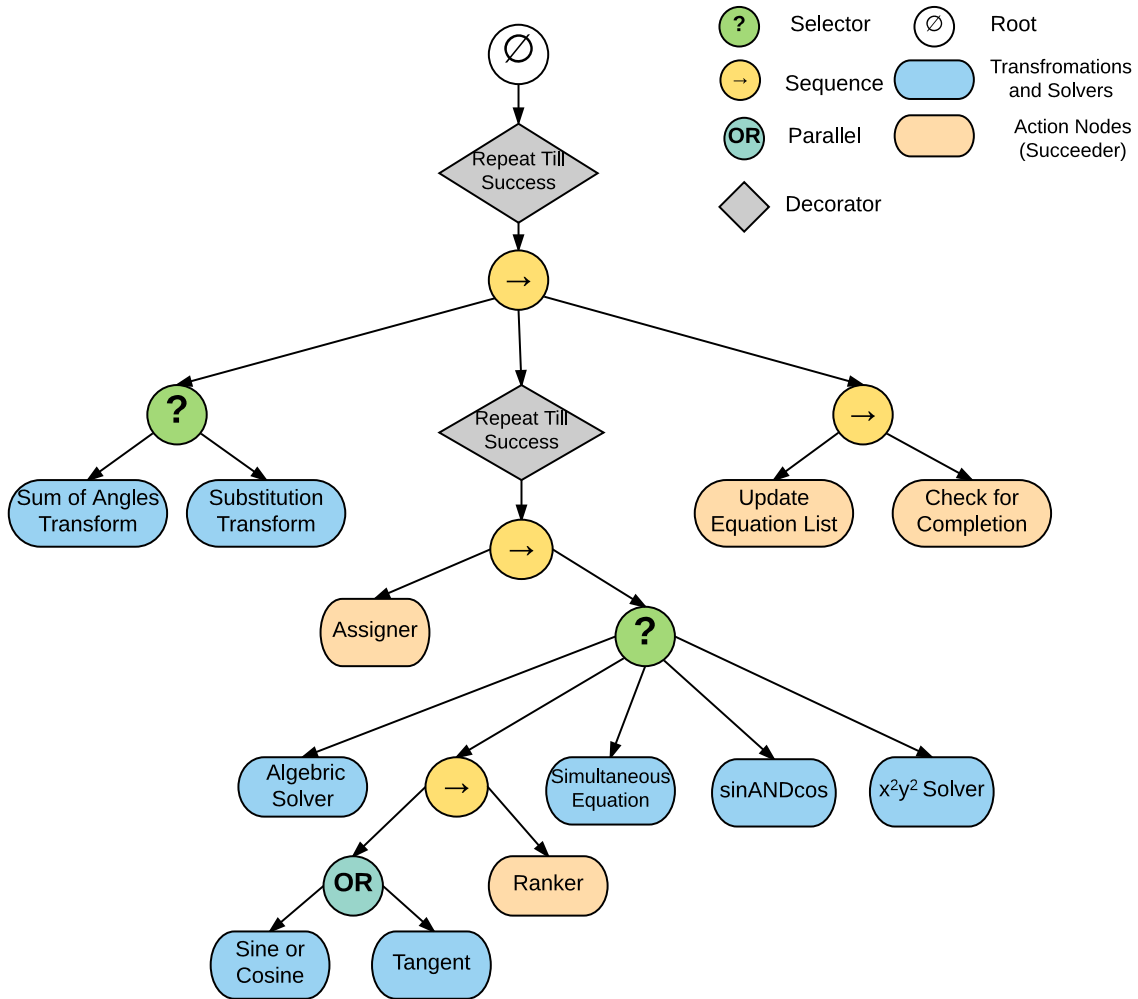 ∅
? Selector
∅ Root
→ Sequence
Transfromations
and Solvers
OR Parallel
Action Nodes
(Succeeder)
Decorator
Repeat Till
Success
→
?
Repeat Till
Success
→
Sum of Angles
Transform
Substitution
Transform
Update
Equation List
Check for
Completion
→
Assigner
?
Algebric
Solver
→
Simultaneous
Equation
sinANDcos
x²y² Solver
OR
Ranker
Sine or
Cosine
Tangent